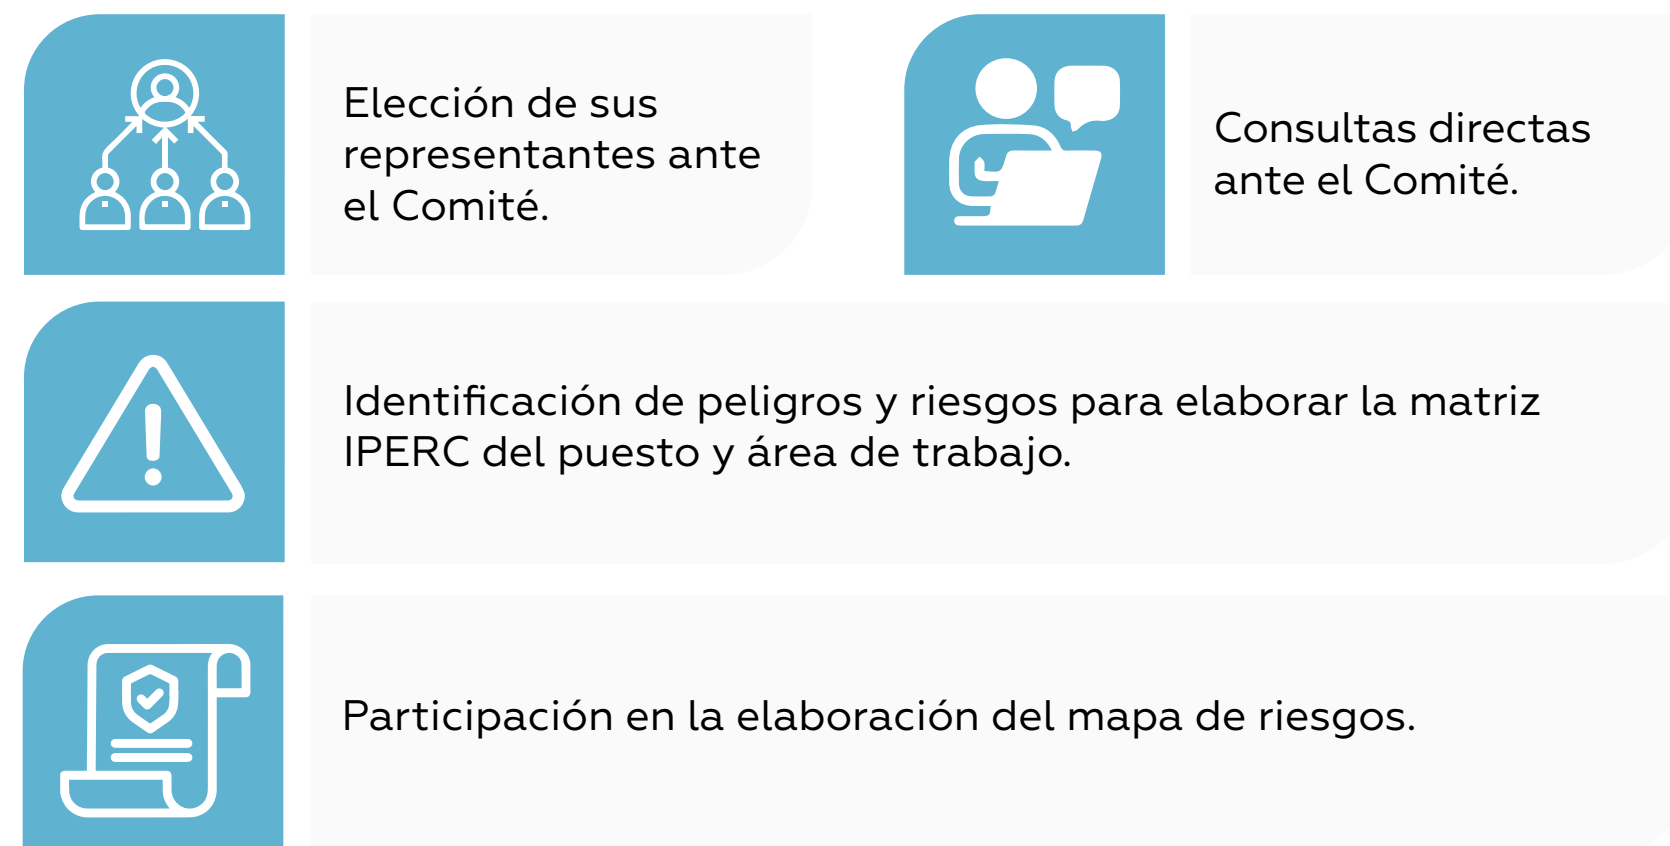 Elección de sus
representantes ante
el Comité.
Consultas directas
ante el Comité.
Identificación de peligros y riesgos para elaborar la matriz
IPERC del puesto y área de trabajo.
Participación en la elaboración del mapa de riesgos.